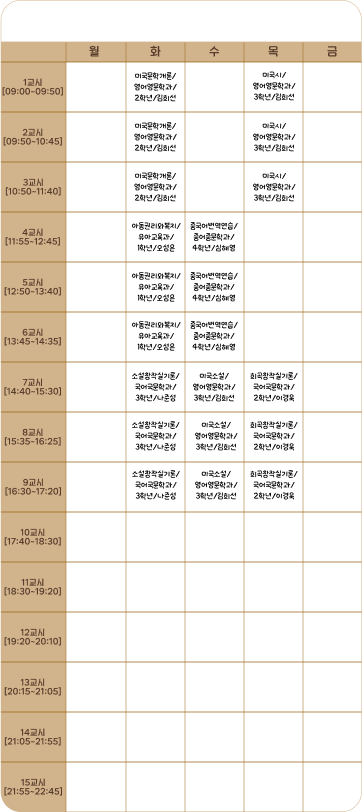 월 화 수 목 금
1교시
[09:00~09:50]
미국문학개론/
영어영문학과/
2학년/김희선
미국시/
영어영문학과/
3학년/김희선
2교시
[09:50~10:45]
미국문학개론/
영어영문학과/
2학년/김희선
미국시/
영어영문학과/
3학년/김희선
3교시
[10:50~11:40]
미국문학개론/
영어영문학과/
2학년/김희선
미국시/
영어영문학과/
3학년/김희선
4교시
[11:55~12:45]
아동권리와복지/
유아교육과/
1학년/오성은
중국어번역연습/
중어중문학과/
4학년/심혜영
5교시
[12:50~13:40]
아동권리와복지/
유아교육과/
1학년/오성은
중국어번역연습/
중어중문학과/
4학년/심혜영
6교시
[13:45~14:35]
아동권리와복지/
유아교육과/
1학년/오성은
중국어번역연습/
중어중문학과/
4학년/심혜영
7교시
[14:40~15:30]
소설창작실기론/
국어국문학과/
3학년/나준성
미국소설/
영어영문학과/
3학년/김희선
희곡창작실기론/
국어국문학과/
2학년/이경욱
8교시
[15:35~16:25]
소설창작실기론/
국어국문학과/
3학년/나준성
미국소설/
영어영문학과/
3학년/김희선
희곡창작실기론/
국어국문학과/
2학년/이경욱
9교시
[16:30~17:20]
소설창작실기론/
국어국문학과/
3학년/나준성
미국소설/
영어영문학과/
3학년/김희선
희곡창작실기론/
국어국문학과/
2학년/이경욱
10교시
[17:40~18:30]
11교시
[18:30~19:20]
12교시
[19:20~20:10]
13교시
[20:15~21:05]
14교시
[21:05~21:55]
15교시
[21:55~22:45]